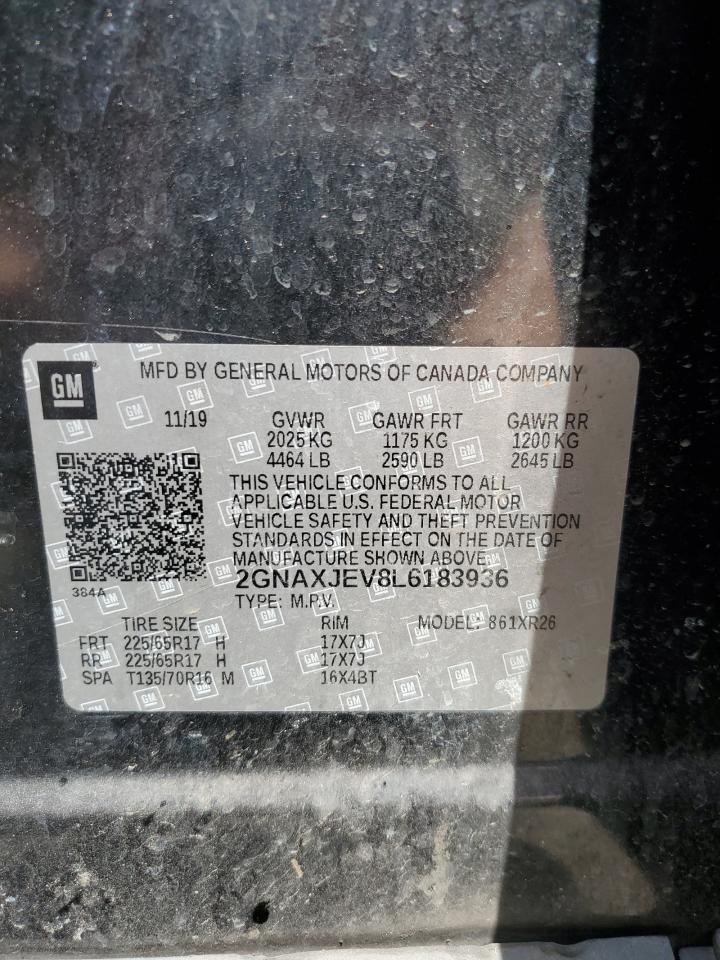 GM
MFD BY GENERAL MOTORS OF CANADA COMPANY
11/19 GVWR GAWR FRT GAWR RR
2025 KG 1175 KG 1200 KG
4464 LB 2590 LB 2645 LB
THIS VEHICLE CONFORMS TO ALL
APPLICABLE U.S. FEDERAL MOTOR
VEHICLE SAFETY AND THEFT PREVENTION
STANDARDS IN EFFECT ON THE DATE OF
MANUFACTURE SHOWN ABOVE.
384A
2GNAXJEV8L6183936
TYPE: M.P.V.
TIRE SIZE RIM MODEL: 861XR26
FRT 225/65R17 H 17X7J
RR 225/65R17 H 17X7J
SPA T135/70R16 M 16X4BT